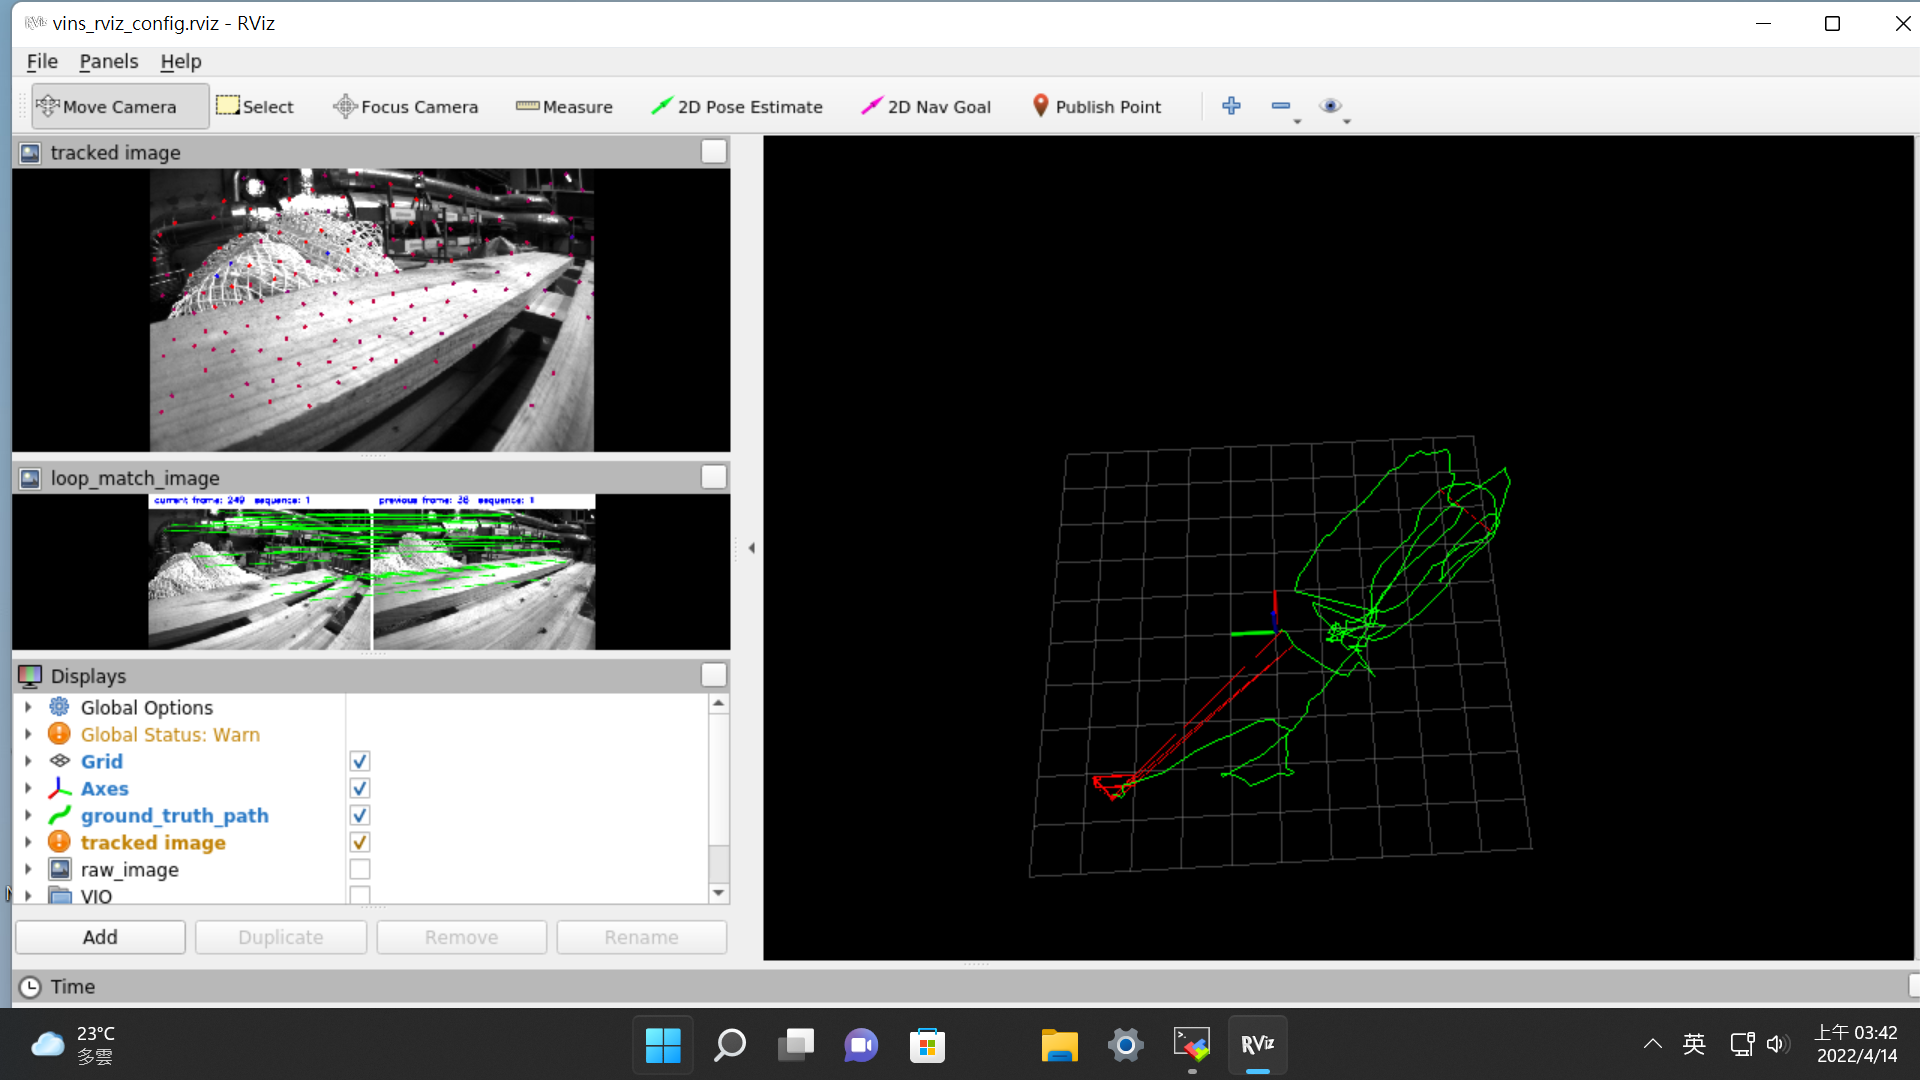 vins_rviz_config.rviz - RViz
File Panels Help
Move Camera Select Focus Camera Measure 2D Pose Estimate 2D Nav Goal Publish Point
tracked image
loop_match_image
current frame: 249 sequence: 1 previous frame: 36 sequence: 1
Displays
Global Options
Global Status: Warn
Grid
Axes
ground_truth_path
tracked image
raw_image
VIO
Add Duplicate Remove Rename
Time
23°C
多雲
RViz
英
上午 03:42
2022/4/14